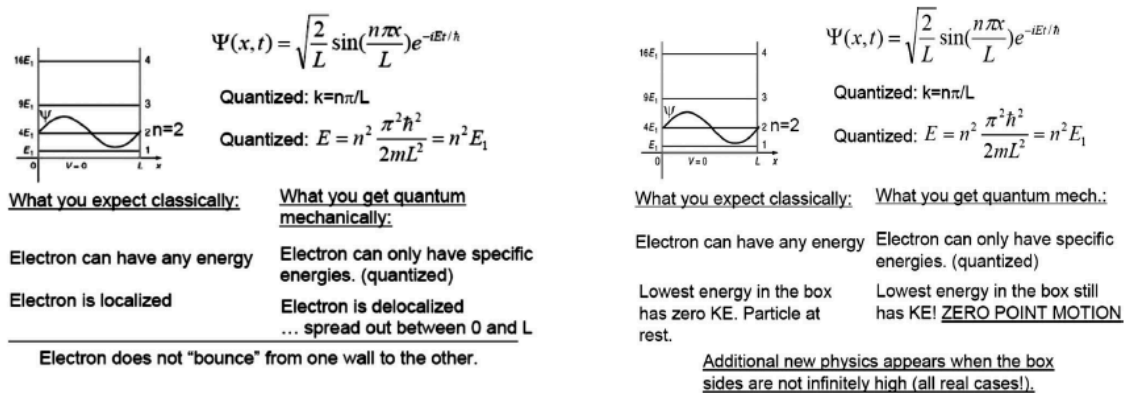 Ψ(x,t) = √(2/L) sin(nπx/L)e^{-iEt/ħ}
16E₁ 4
9E₁ 3
Ψ
4E₁ 2 n=2
E₁ 1
0 V=0 L x
Quantized: k=nπ/L
Quantized: E = n² π²ħ²/2mL² = n²E₁
What you expect classically:
What you get quantum
mechanically:
Electron can have any energy
Electron can only have specific
energies. (quantized)
Electron is localized
Electron is delocalized
... spread out between 0 and L
Electron does not “bounce” from one wall to the other.
Ψ(x,t) = √(2/L) sin(nπx/L)e^{-iEt/ħ}
16E₁ 4
9E₁ 3
Ψ
4E₁ 2 n=2
E₁ 1
0 V=0 L x
Quantized: k=nπ/L
Quantized: E = n² π²ħ²/2mL² = n²E₁
What you expect classically:
What you get quantum mech.:
Electron can have any energy
Electron can only have specific
energies. (quantized)
Lowest energy in the box
has zero KE. Particle at
rest.
Lowest energy in the box still
has KE! ZERO POINT MOTION
Additional new physics appears when the box
sides are not infinitely high (all real cases!).